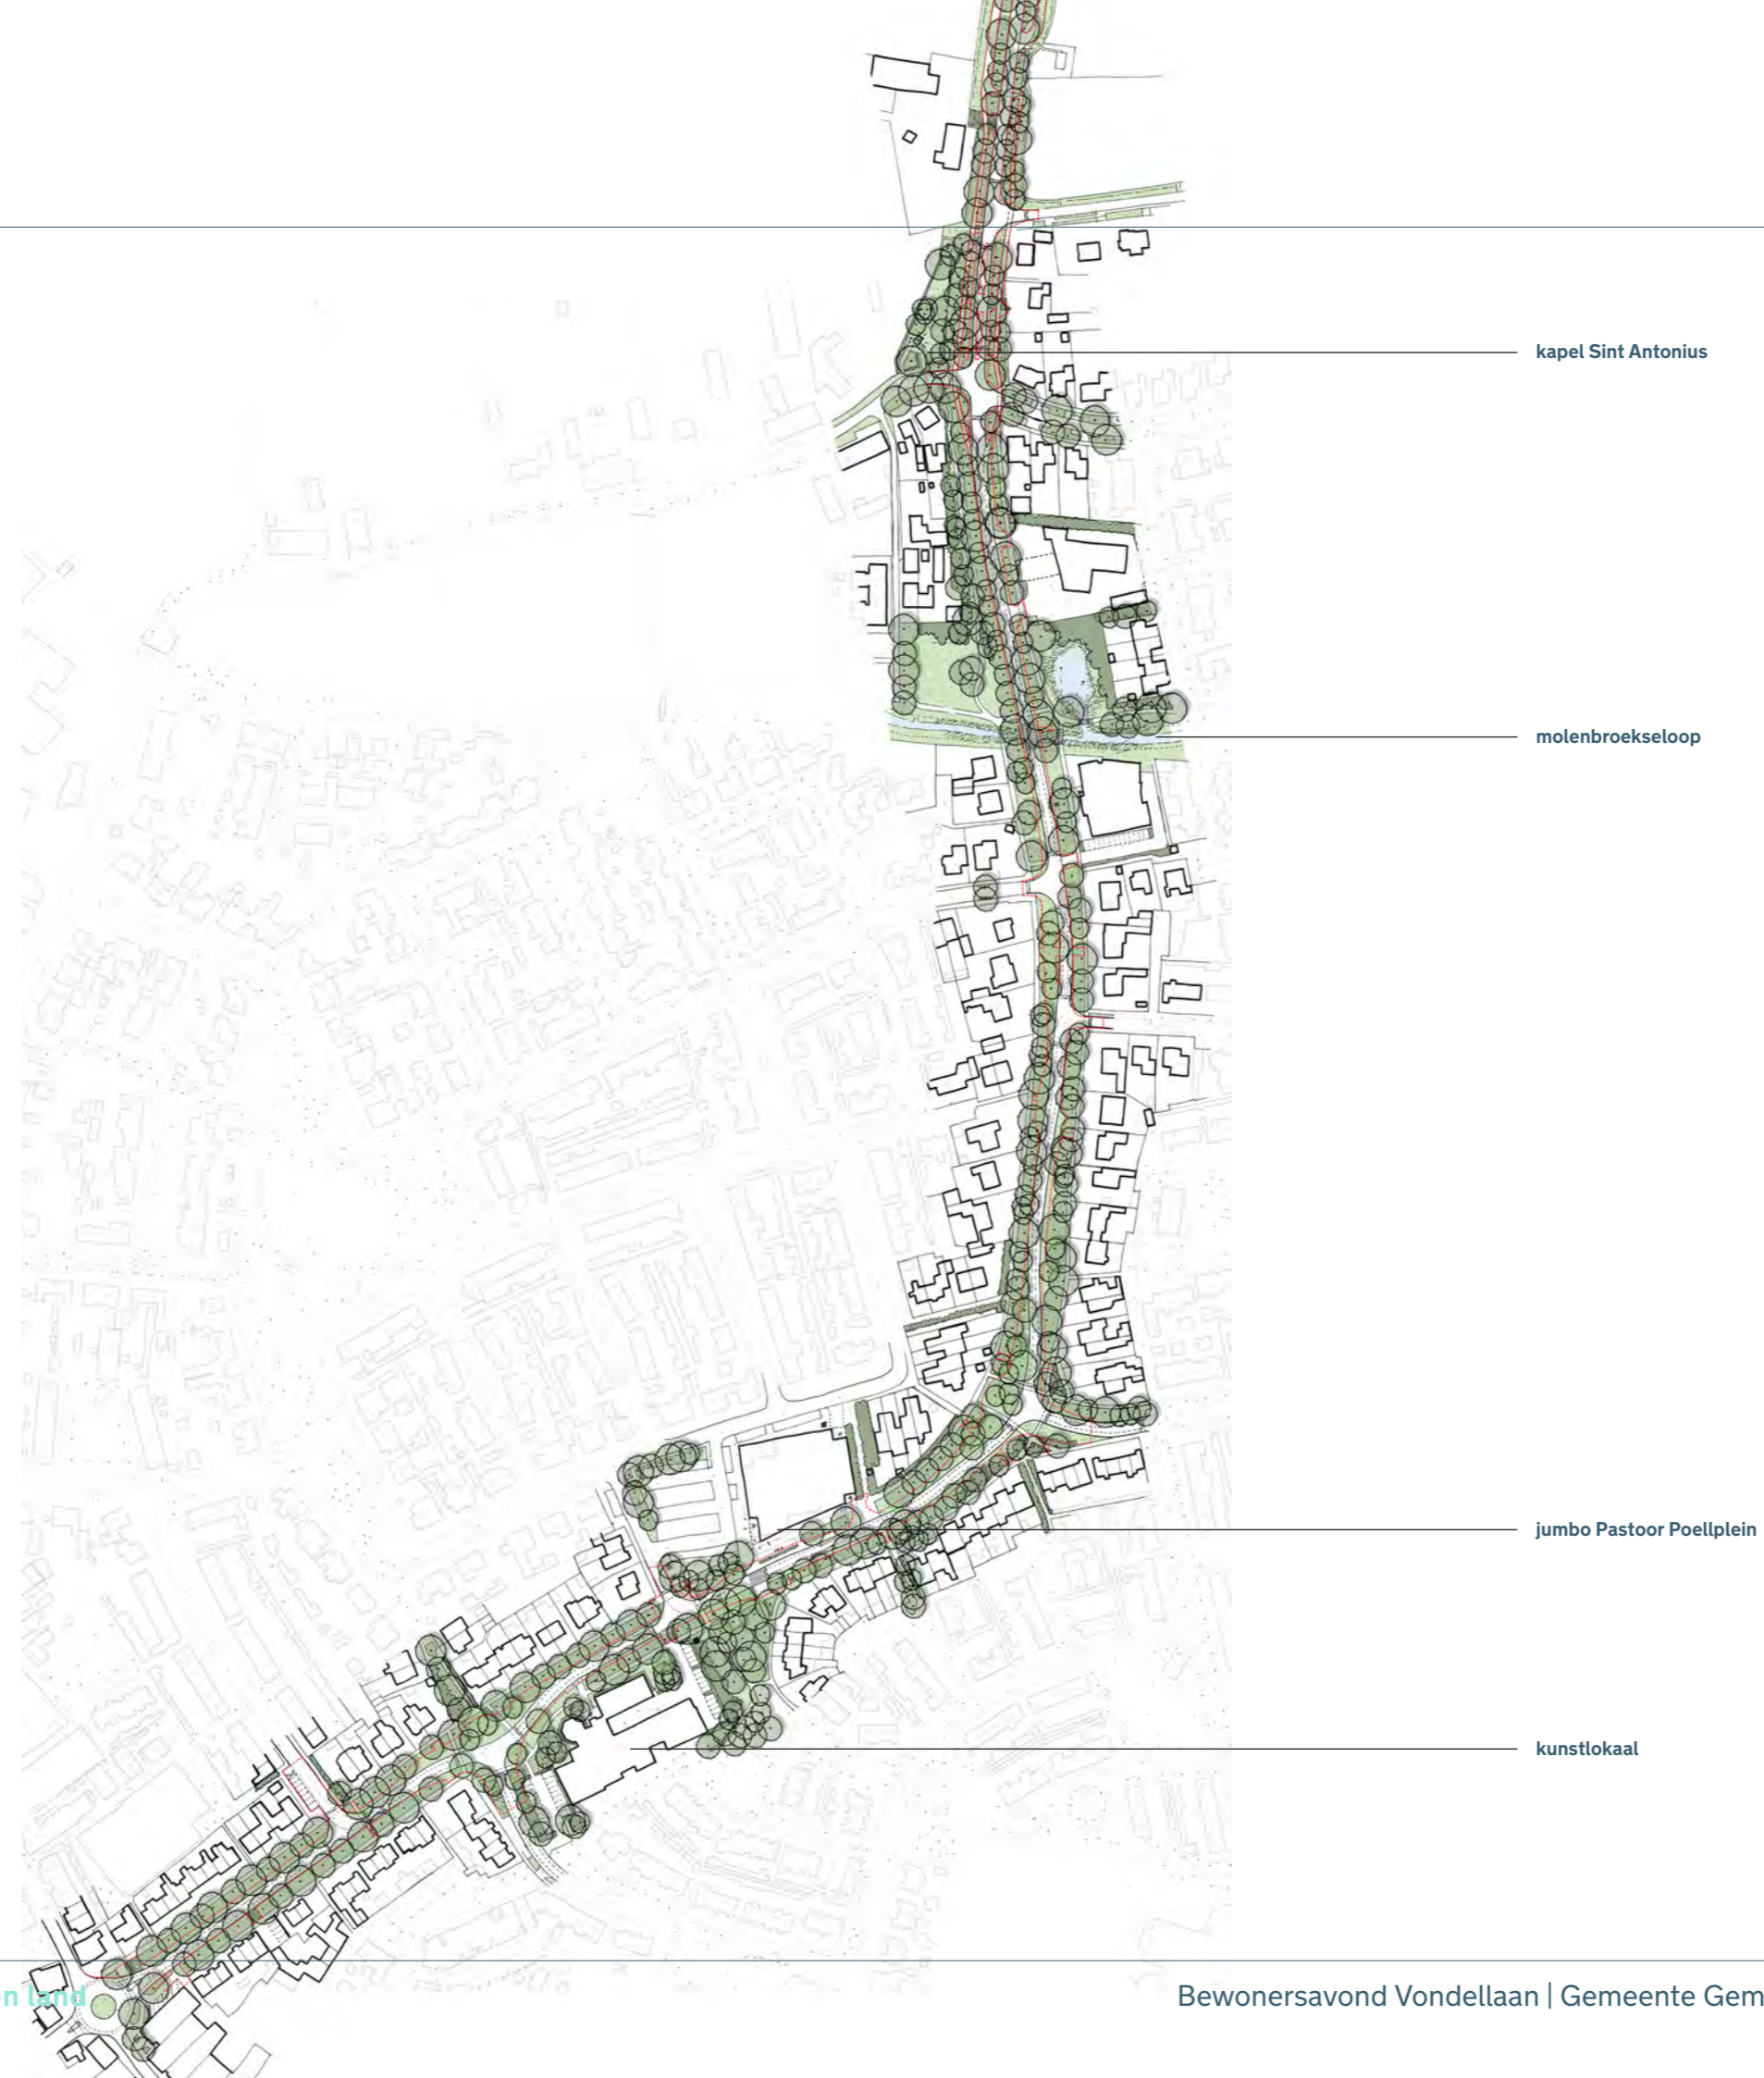 kapel Sint Antonius
molenbroekseloop
jumbo Pastoor Poellplein
kunstlokaal
n land
Bewonersavond Vondellaan | Gemeente Gem